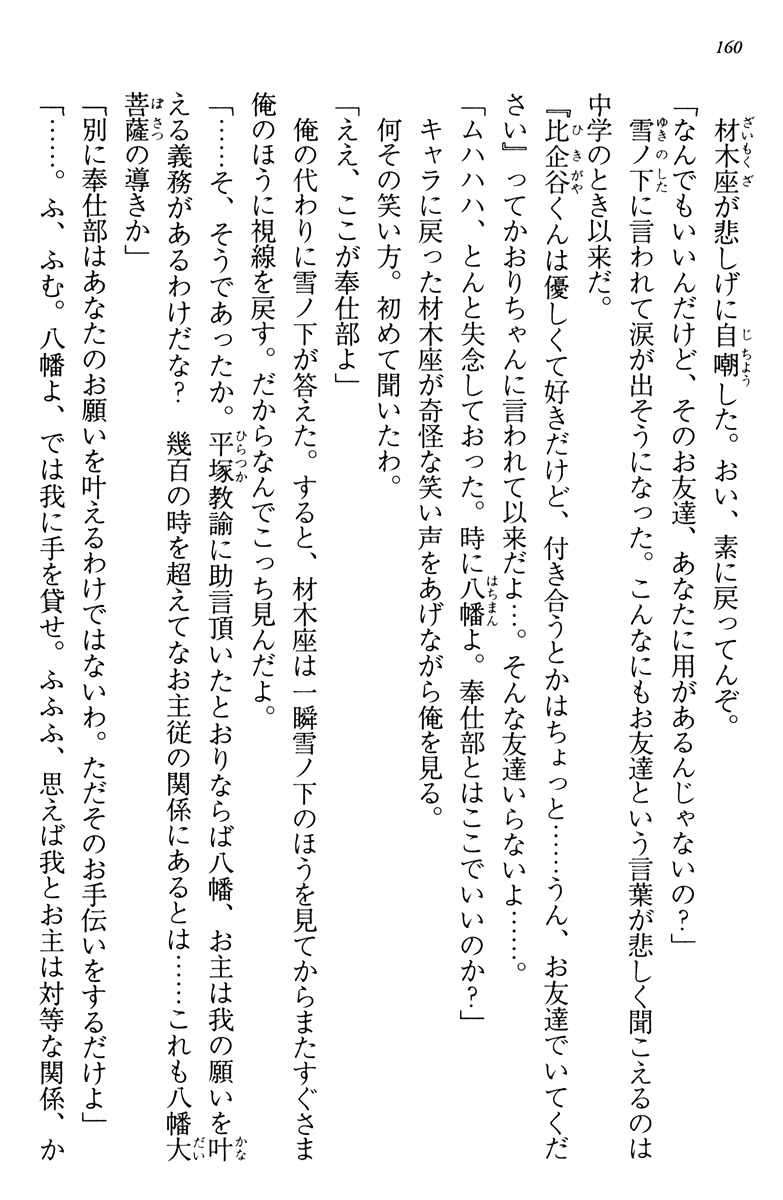 160
材木座が悲しげに自嘲した。おい、素に戻ってんぞ。
「なんでもいいんだけど、そのお友達、あなたに用があるんじゃないの？」
雪ノ下に言われて涙が出そうになった。こんなにもお友達という言葉が悲しく聞こえるのは
中学のとき以来だ。
『比企谷くんは優しくて好きだけど、付き合うとかはちょっと……うん、お友達でいてくだ
さい』ってかおりちゃんに言われて以来だよ…。そんな友達いらないよ……。
「ムハハハ、とんと失念しておった。時に八幡よ。奉仕部とはここでいいのか？」
キャラに戻った材木座が奇怪な笑い声をあげながら俺を見る。
何その笑い方。初めて聞いたわ。
「ええ、ここが奉仕部よ」
俺の代わりに雪ノ下が答えた。すると、材木座は一瞬雪ノ下のほうを見てからまたすぐさま
俺のほうに視線を戻す。だからなんでこっち見んだよ。
「……そ、そうであったか。平塚教諭に助言頂いたとおりならば八幡、お主は我の願いを叶
える義務があるわけだな？　幾百の時を超えてなお主従の関係にあるとは……これも八幡大
菩薩の導きか」
「別に奉仕部はあなたのお願いを叶えるわけではないわ。ただそのお手伝いをするだけよ」
「……。ふ、ふむ。八幡よ、では我に手を貸せ。ふふふ、思えば我とお主は対等な関係、か